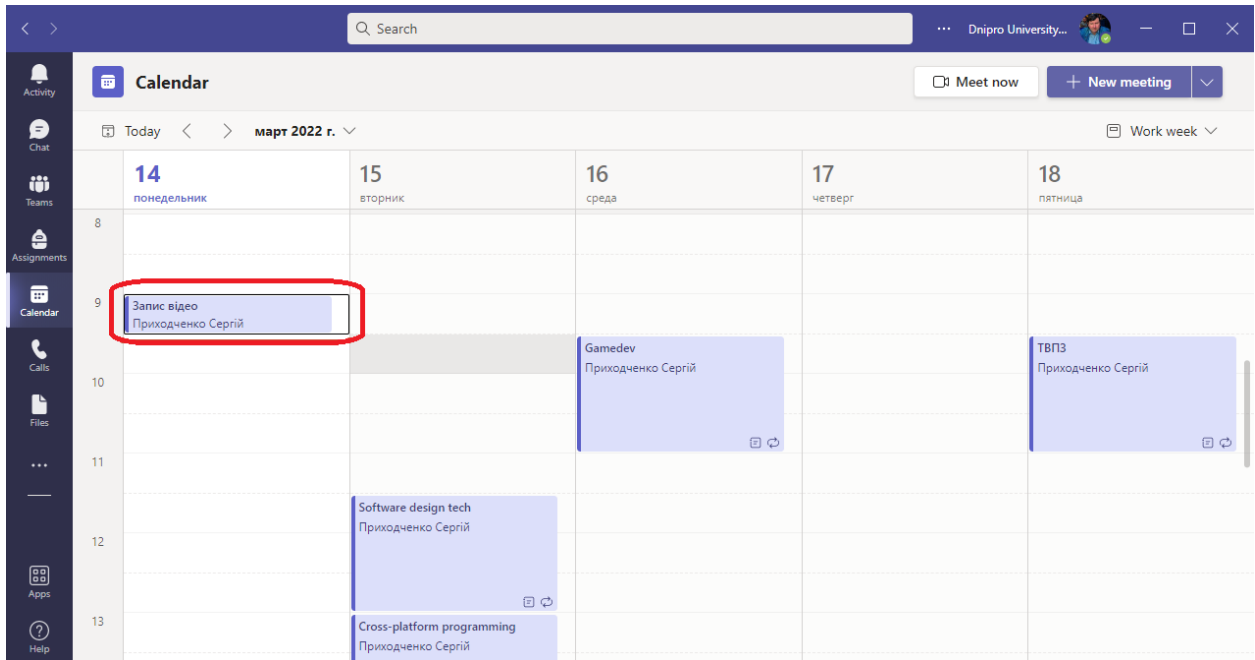 Search
Dnipro University...
Activity
Chat
Teams
Assignments
Calendar
Calls
Files
Apps
Help
Calendar
Meet now
New meeting
Today
март 2022 г.
Work week
14
понедельник
15
вторник
16
среда
17
четверг
18
пятница
8
9
10
11
12
13
Запис відео
Приходченко Сергій
Software design tech
Приходченко Сергій
Cross-platform programming
Приходченко Сергій
Gamedev
Приходченко Сергій
ТВПЗ
Приходченко Сергій